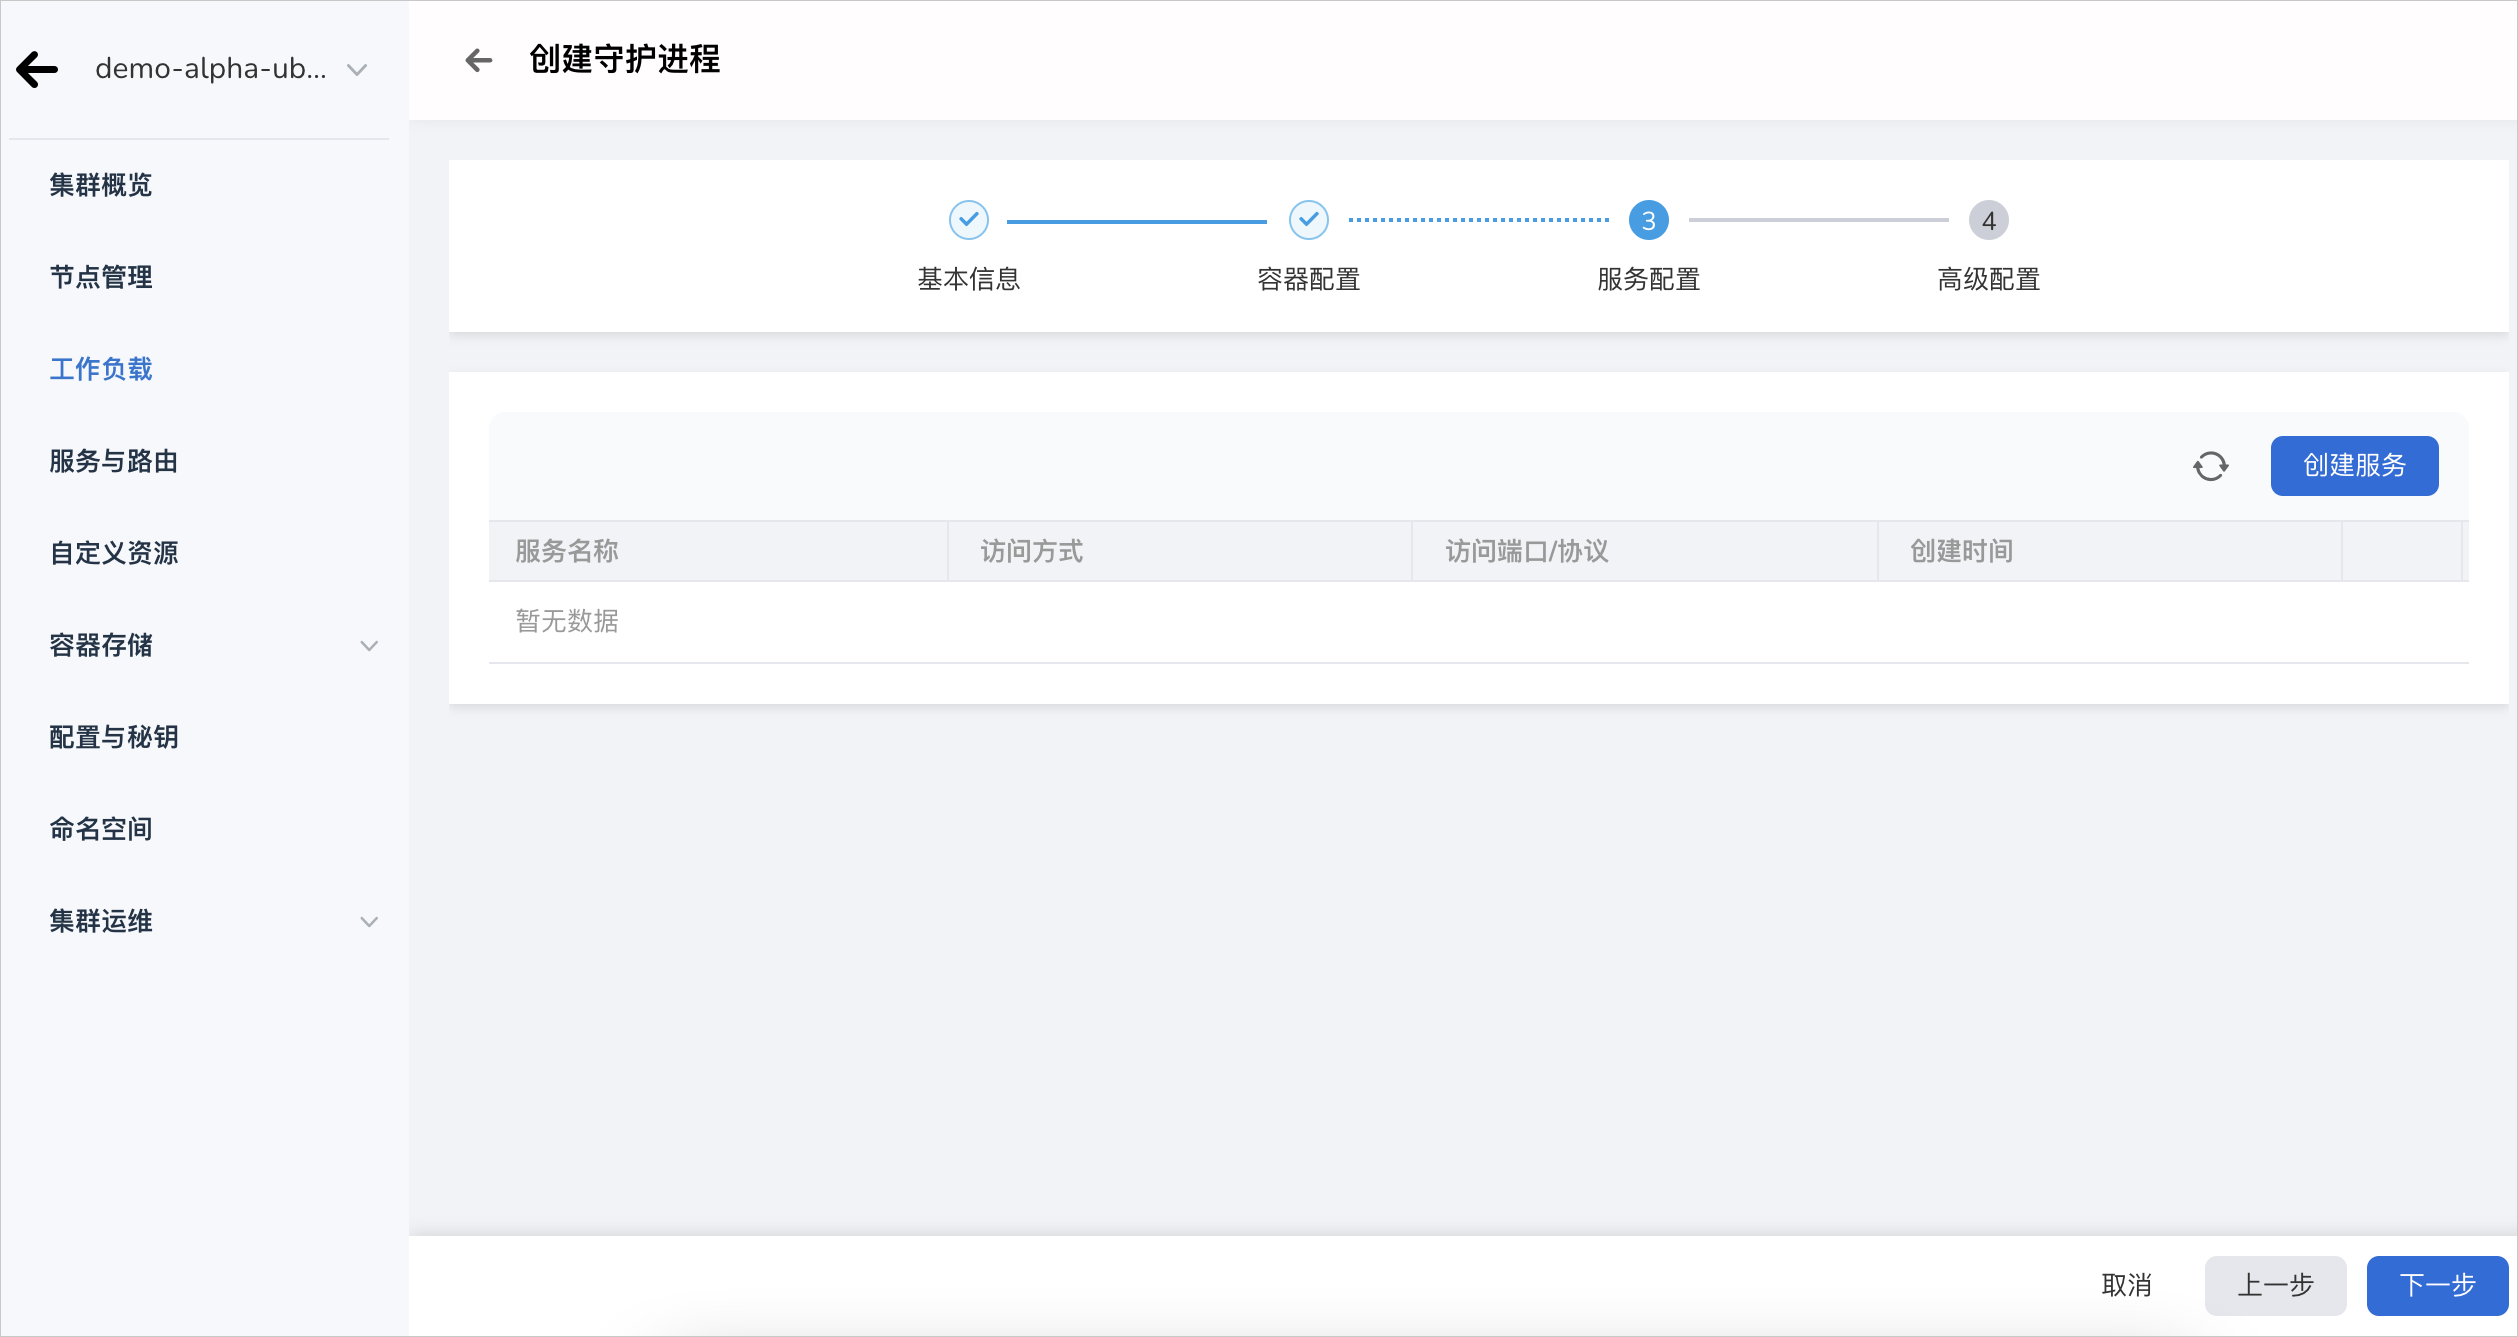 demo-alpha-ub...
集群概览
节点管理
工作负载
服务与路由
自定义资源
容器存储
配置与秘钥
命名空间
集群运维
创建守护进程
3
4
基本信息
容器配置
服务配置
高级配置
创建服务
服务名称
访问方式
访问端口/协议
创建时间
暂无数据
取消
上一步
下一步